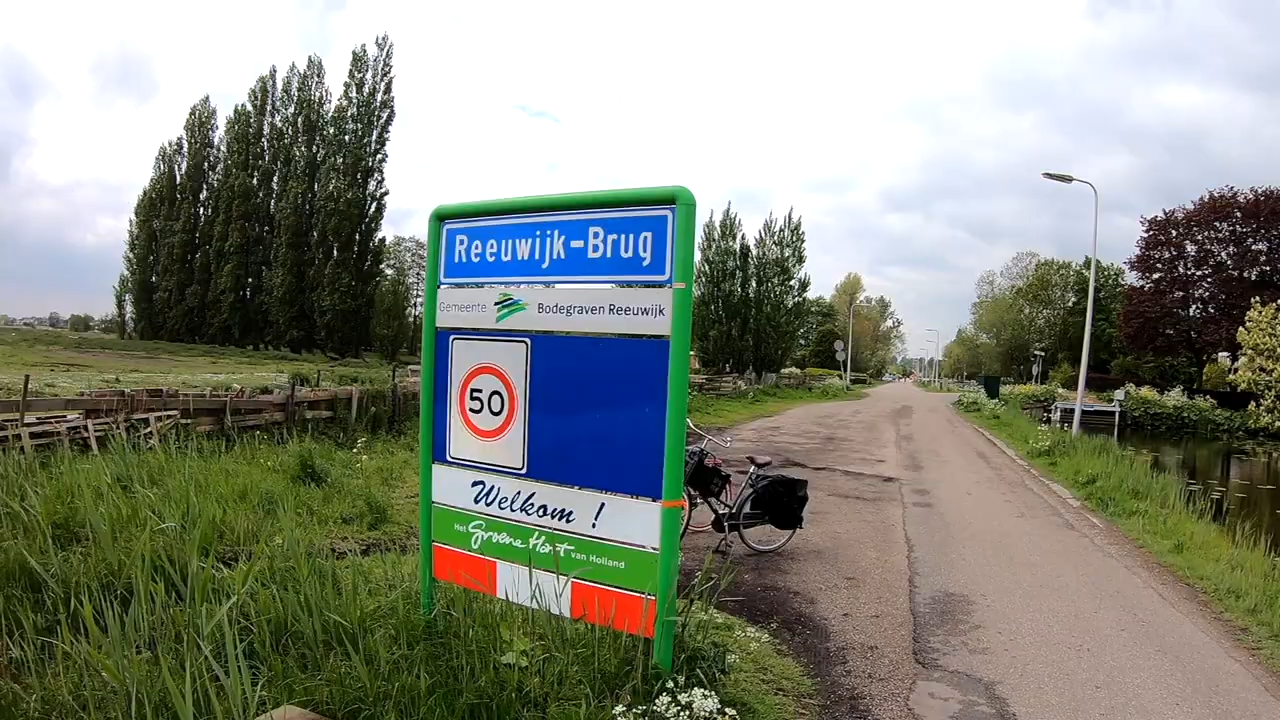 Reeuwijk-Brug
Gemeente Bodegraven Reeuwijk
50
Welkom !
Het Groene Hart van Holland